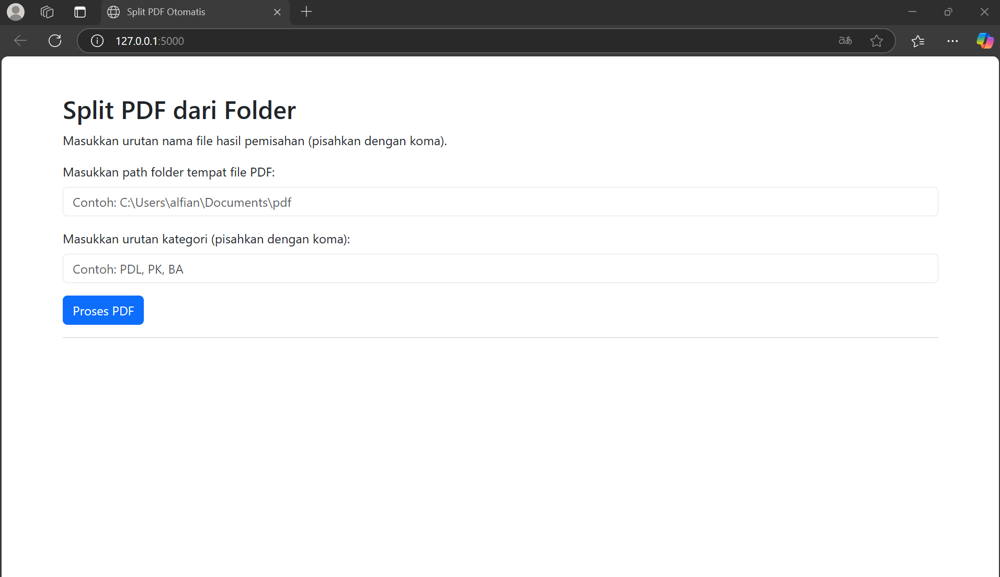 Split PDF Otomatis
127.0.0.1:5000
aあ
Split PDF dari Folder
Masukkan urutan nama file hasil pemisahan (pisahkan dengan koma).
Masukkan path folder tempat file PDF:
Contoh: C:\Users\alfian\Documents\pdf
Masukkan urutan kategori (pisahkan dengan koma):
Contoh: PDL, PK, BA
Proses PDF